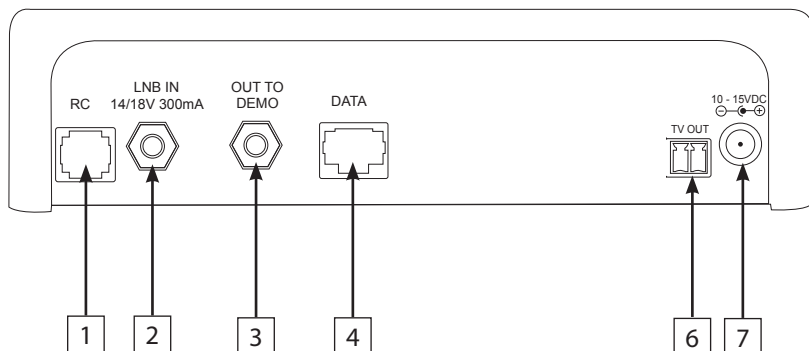 RC
LNB IN
14/18V 300mA
OUT TO
DEMO
DATA
TV OUT
10 - 15VDC
1
2
3
4
6
7